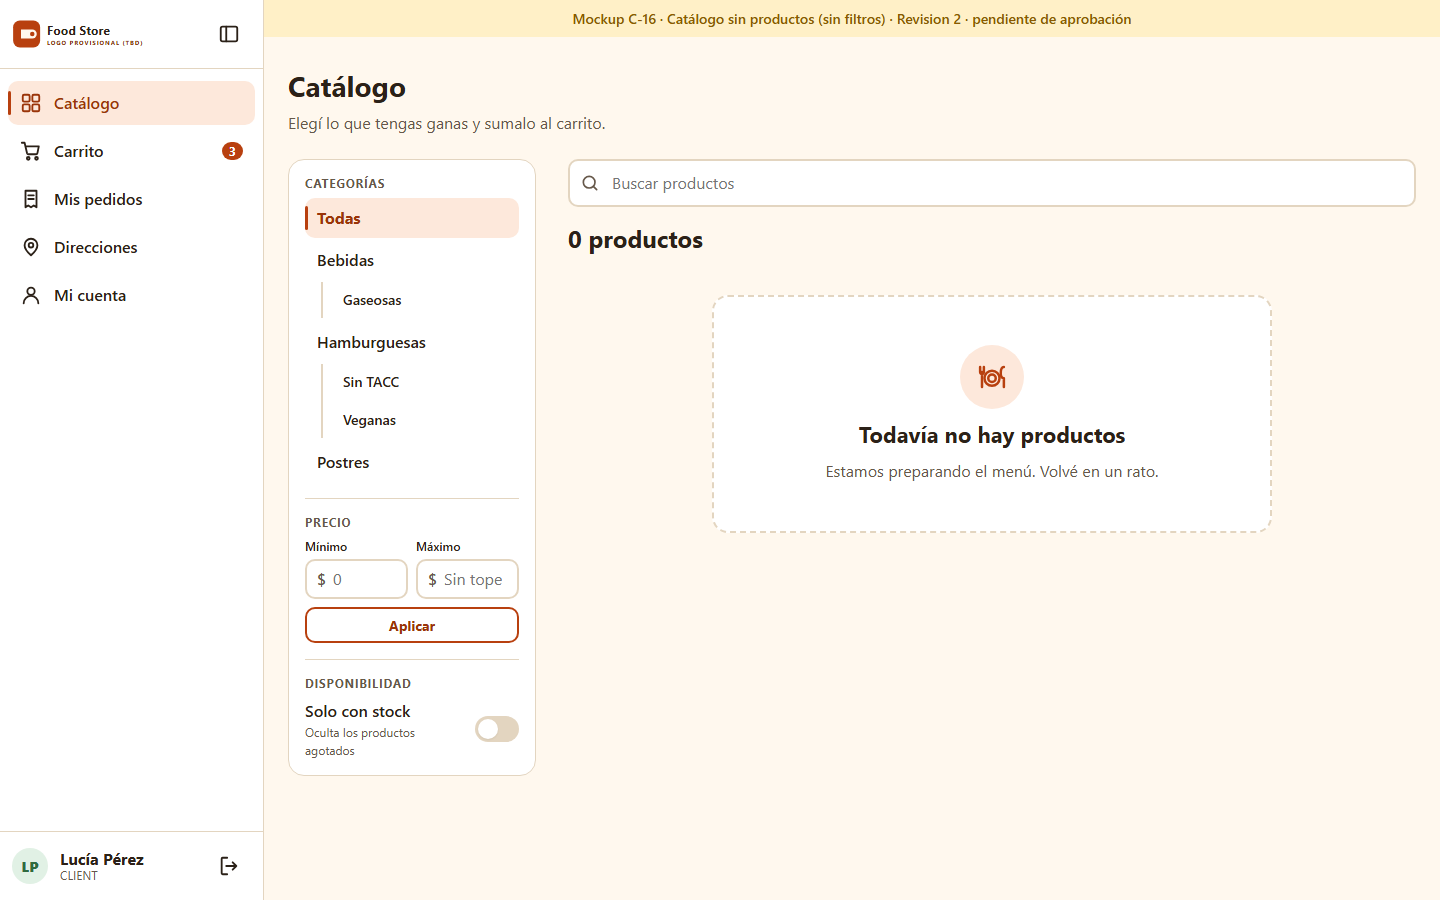 Food Store
LOGO PROVISIONAL (TBD)
Catálogo
Carrito
3
Mis pedidos
Direcciones
Mi cuenta
LP
Lucía Pérez
CLIENT
Mockup C-16 · Catálogo sin productos (sin filtros) · Revision 2 · pendiente de aprobación
Catálogo
Elegí lo que tengas ganas y sumalo al carrito.
CATEGORÍAS
Todas
Bebidas
Gaseosas
Hamburguesas
Sin TACC
Veganas
Postres
PRECIO
Mínimo
Máximo
$ 0
$ Sin tope
Aplicar
DISPONIBILIDAD
Solo con stock
Oculta los productos
agotados
Buscar productos
0 productos
Todavía no hay productos
Estamos preparando el menú. Volvé en un rato.